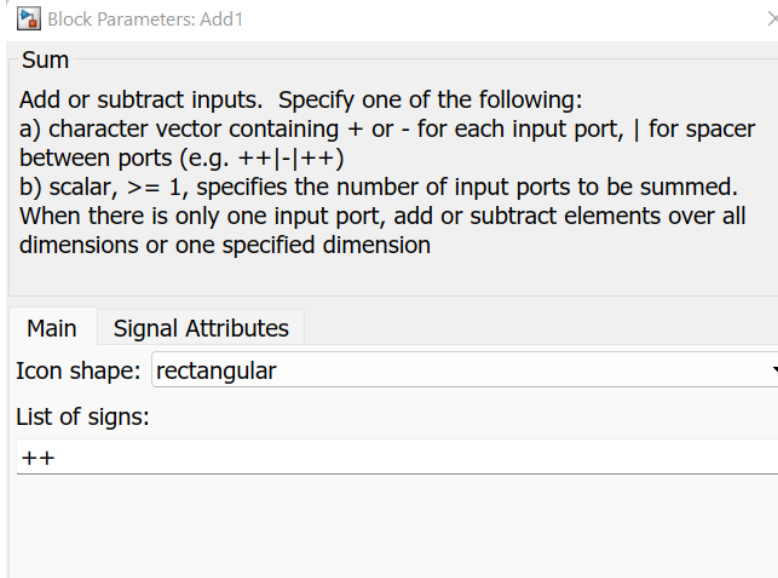 Block Parameters: Add1
Sum
Add or subtract inputs.  Specify one of the following:
a) character vector containing + or - for each input port, | for spacer
between ports (e.g. ++|-|++)
b) scalar, >= 1, specifies the number of input ports to be summed.
When there is only one input port, add or subtract elements over all
dimensions or one specified dimension
Main Signal Attributes
Icon shape: rectangular
List of signs:
++